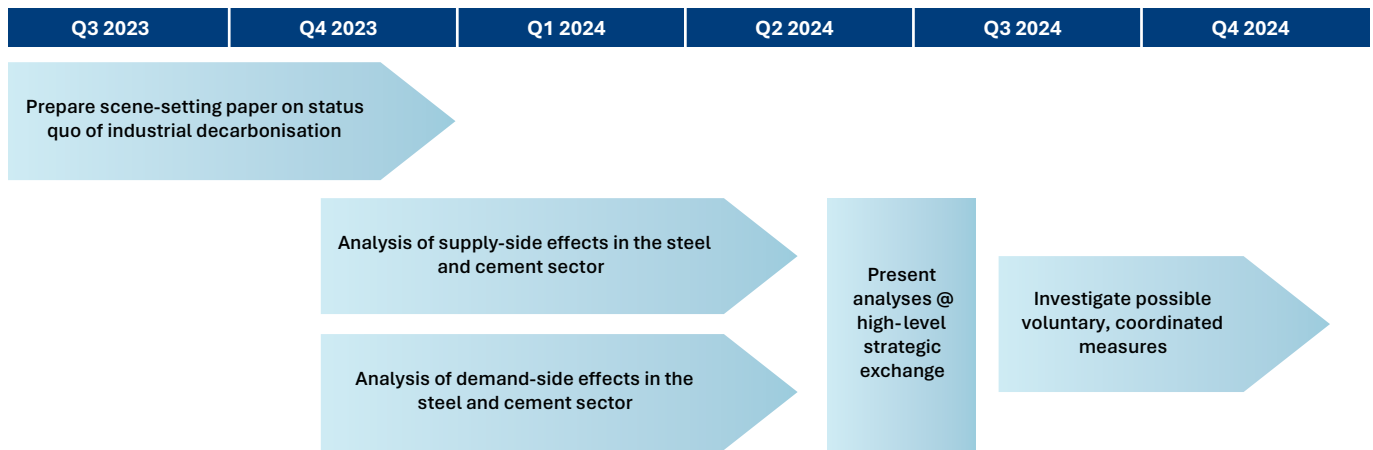 Q3 2023
Q4 2023
Q1 2024
Q2 2024
Q3 2024
Q4 2024
Prepare scene-setting paper on status
quo of industrial decarbonisation
Analysis of supply-side effects in the steel
and cement sector
Analysis of demand-side effects in the
steel and cement sector
Present
analyses @
high-level
strategic
exchange
Investigate possible
voluntary, coordinated
measures